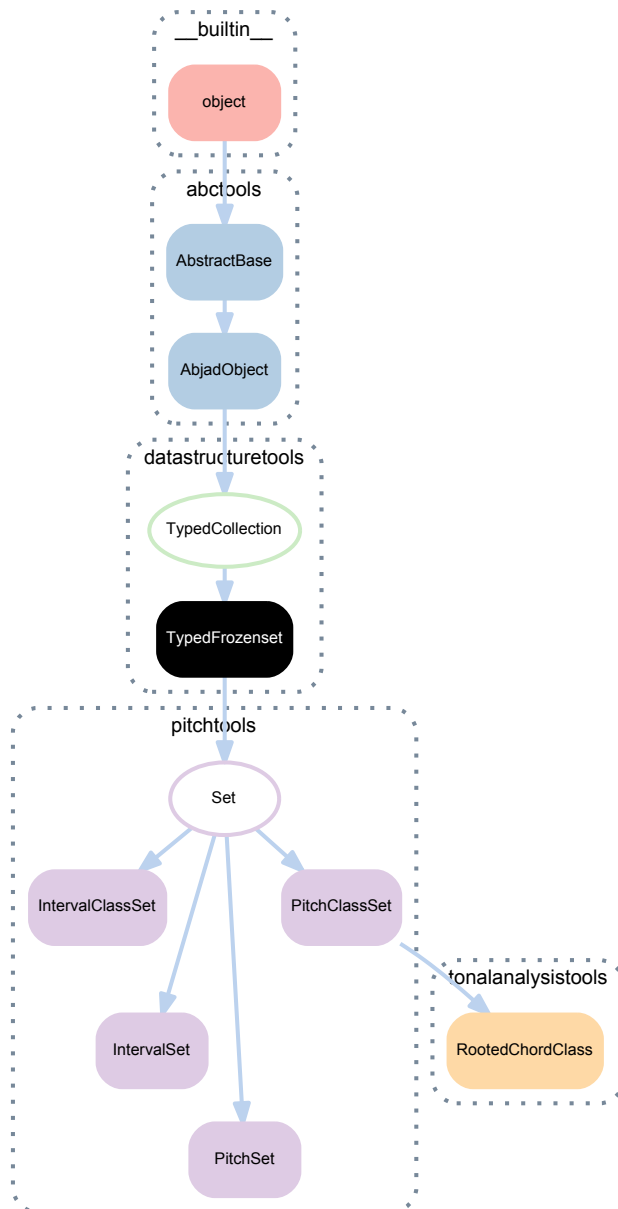 __builtin__
object
abctools
AbstractBase
AbjadObject
datastructuretools
TypedCollection
TypedFrozenset
pitchtools
Set
IntervalClassSet
PitchClassSet
tonalanalysistools
IntervalSet
RootedChordClass
PitchSet